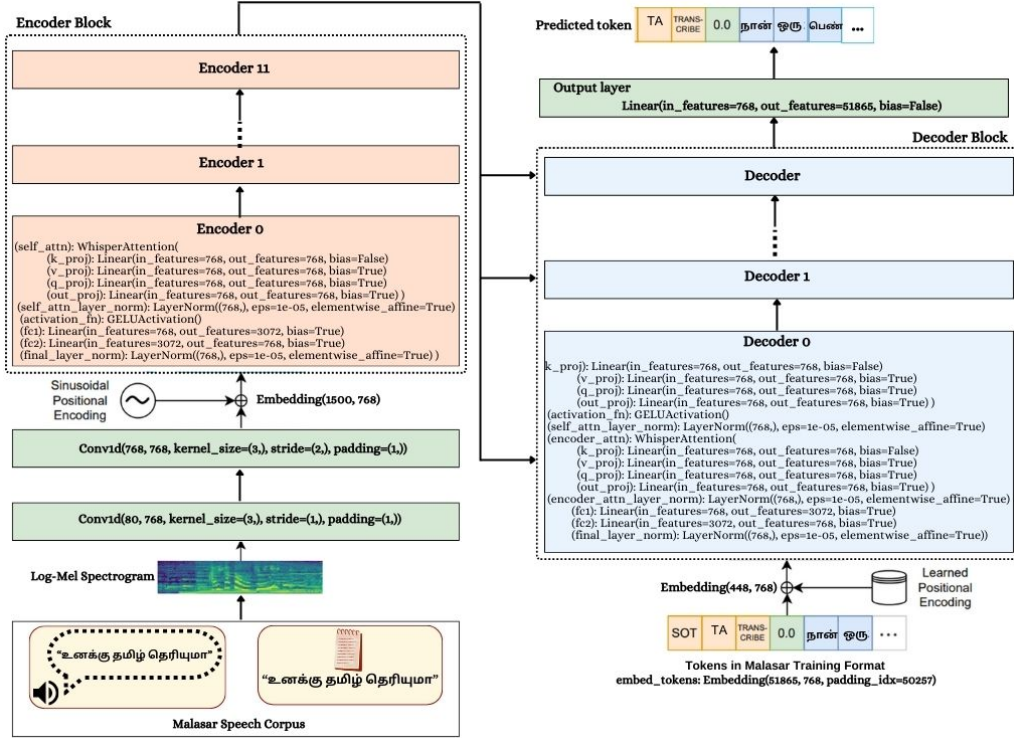 Encoder Block
Encoder 11
Encoder 1
Encoder 0
(self_attn): WhisperAttention(
(k_proj): Linear(in_features=768, out_features=768, bias=False)
(v_proj): Linear(in_features=768, out_features=768, bias=True)
(q_proj): Linear(in_features=768, out_features=768, bias=True)
(out_proj): Linear(in_features=768, out_features=768, bias=True) )
(self_attn_layer_norm): LayerNorm((768,), eps=1e-05, elementwise_affine=True)
(activation_fn): GELUActivation()
(fc1): Linear(in_features=768, out_features=3072, bias=True)
(fc2): Linear(in_features=3072, out_features=768, bias=True)
(final_layer_norm): LayerNorm((768,), eps=1e-05, elementwise_affine=True) )
Sinusoidal
Positional
Encoding
Embedding(1500, 768)
Conv1d(768, 768, kernel_size=(3,), stride=(2,), padding=(1,))
Conv1d(80, 768, kernel_size=(3,), stride=(1,), padding=(1,))
Log-Mel Spectrogram
“உனக்கு தமிழ் தெரியுமா”
“உனக்கு தமிழ் தெரியுமா”
Malasar Speech Corpus
Predicted token
TA
TRANS-
CRIBE
0.0
நான்
ஒரு
பெண்
...
Output layer
Linear(in_features=768, out_features=51865, bias=False)
Decoder Block
Decoder
Decoder 1
Decoder 0
k_proj): Linear(in_features=768, out_features=768, bias=False)
(v_proj): Linear(in_features=768, out_features=768, bias=True)
(q_proj): Linear(in_features=768, out_features=768, bias=True)
(out_proj): Linear(in_features=768, out_features=768, bias=True) )
(activation_fn): GELUActivation()
(self_attn_layer_norm): LayerNorm((768,), eps=1e-05, elementwise_affine=True)
(encoder_attn): WhisperAttention(
(k_proj): Linear(in_features=768, out_features=768, bias=False)
(v_proj): Linear(in_features=768, out_features=768, bias=True)
(q_proj): Linear(in_features=768, out_features=768, bias=True)
(out_proj): Linear(in_features=768, out_features=768, bias=True) )
(encoder_attn_layer_norm): LayerNorm((768,), eps=1e-05, elementwise_affine=True)
(fc1): Linear(in_features=768, out_features=3072, bias=True)
(fc2): Linear(in_features=3072, out_features=768, bias=True)
(final_layer_norm): LayerNorm((768,), eps=1e-05, elementwise_affine=True))
Embedding(448, 768)
Learned
Positional
Encoding
SOT
TA
TRANS-
CRIBE
0.0
நான்
ஒரு
...
Tokens in Malasar Training Format
embed_tokens: Embedding(51865, 768, padding_idx=50257)